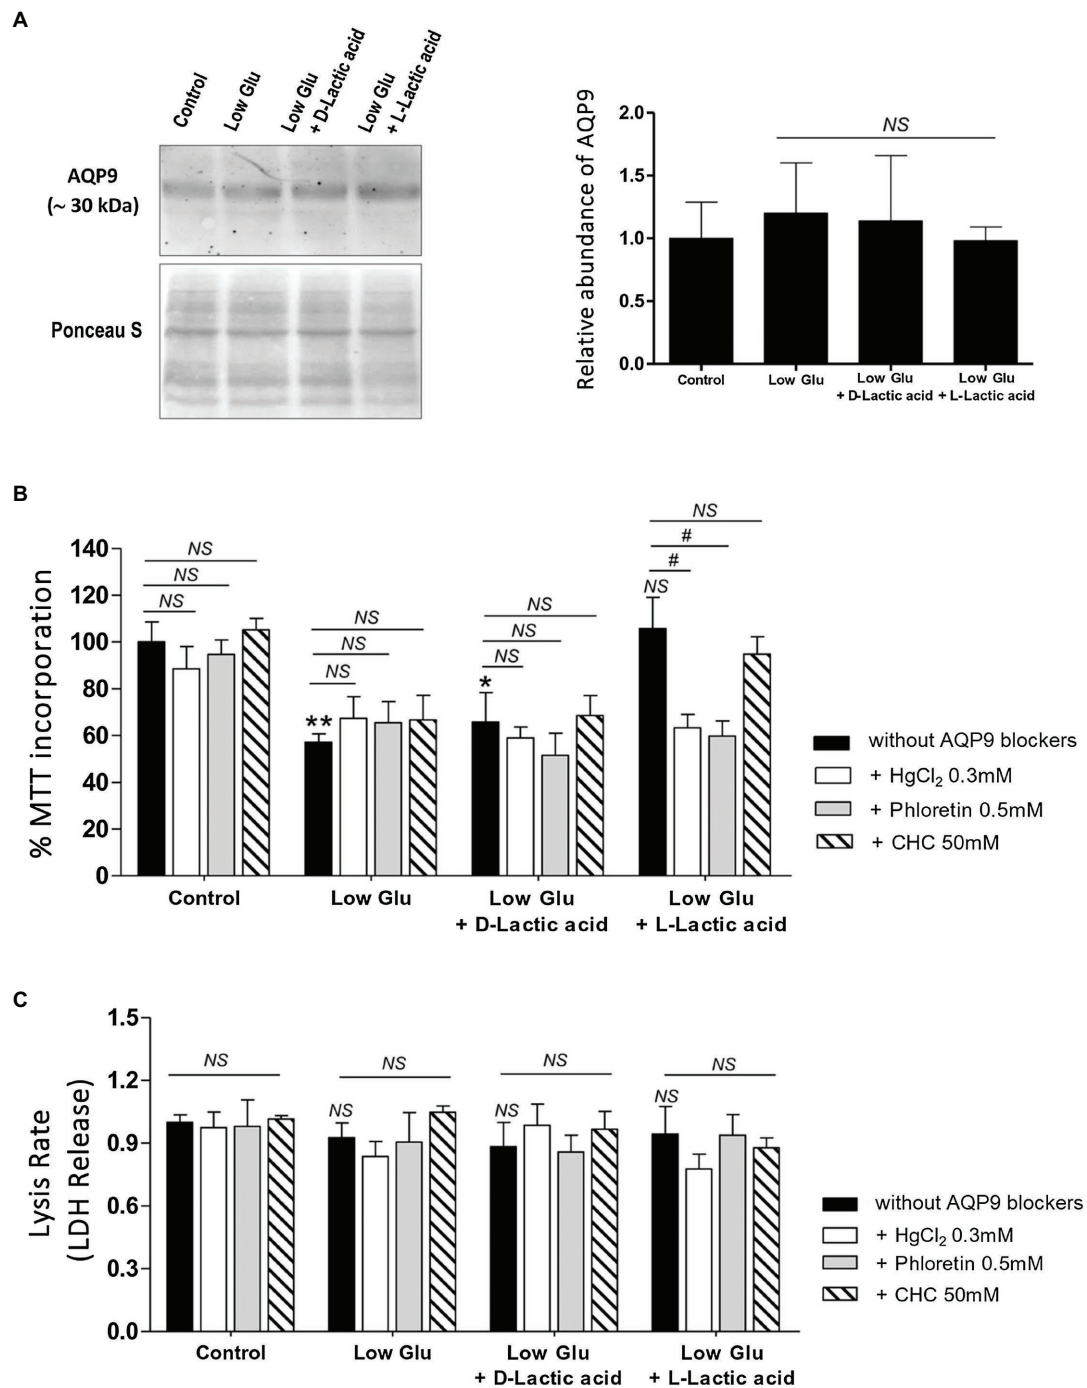 A
Control
Low Glu
Low Glu
+ D-Lactic acid
Low Glu
+ L-Lactic acid
AQP9
(~ 30 kDa)
Ponceau S
Relative abundance of AQP9
2.0
1.5
1.0
0.5
0.0
NS
Control
Low Glu
Low Glu
+ D-Lactic acid
Low Glu
+ L-Lactic acid
B
% MTT incorporation
140
120
100
80
60
40
20
0
NS
NS
NS
NS
NS
NS
**
NS
NS
NS
*
NS
#
#
NS
Control
Low Glu
Low Glu
+ D-Lactic acid
Low Glu
+ L-Lactic acid
without AQP9 blockers
+ HgCl₂ 0.3mM
+ Phloretin 0.5mM
+ CHC 50mM
C
Lysis Rate
(LDH Release)
1.5
1.2
0.9
0.6
0.3
0.0
NS
NS
NS
NS
NS
NS
NS
Control
Low Glu
Low Glu
+ D-Lactic acid
Low Glu
+ L-Lactic acid
without AQP9 blockers
+ HgCl₂ 0.3mM
+ Phloretin 0.5mM
+ CHC 50mM